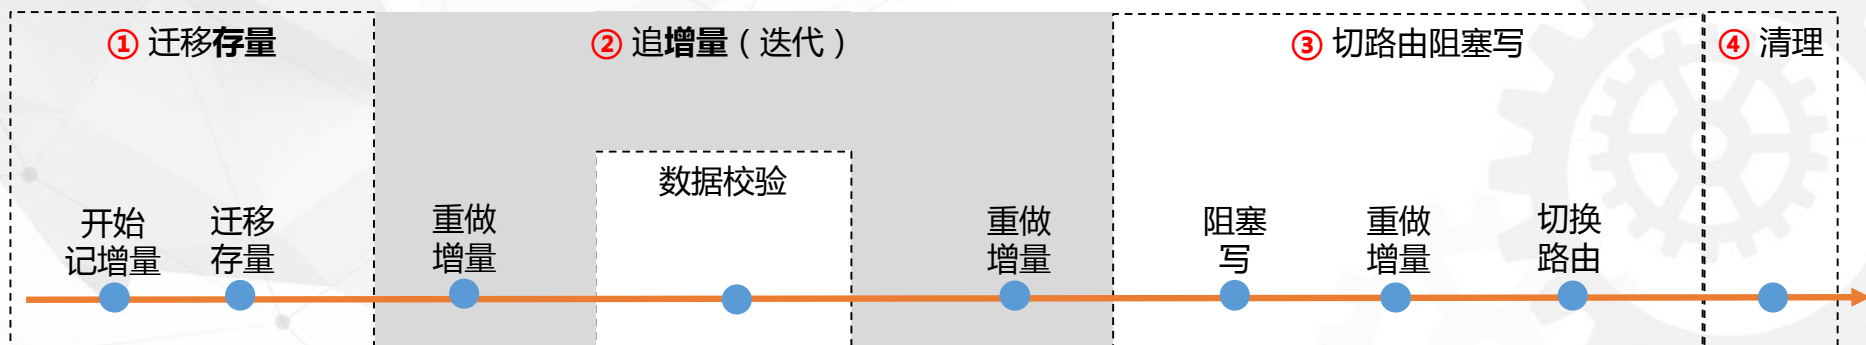 ① 迁移存量
② 追增量（迭代）
③ 切路由阻塞写
④ 清理
数据校验
开始
记增量
迁移
存量
重做
增量
重做
增量
阻塞
写
重做
增量
切换
路由